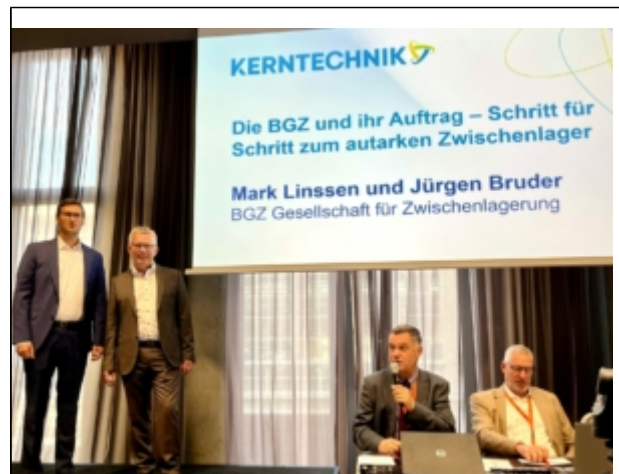 KERNTECHNIK
Die BGZ und ihr Auftrag – Schritt für
Schritt zum autarken Zwischenlager
Mark Linssen und Jürgen Bruder
BGZ Gesellschaft für Zwischenlagerung